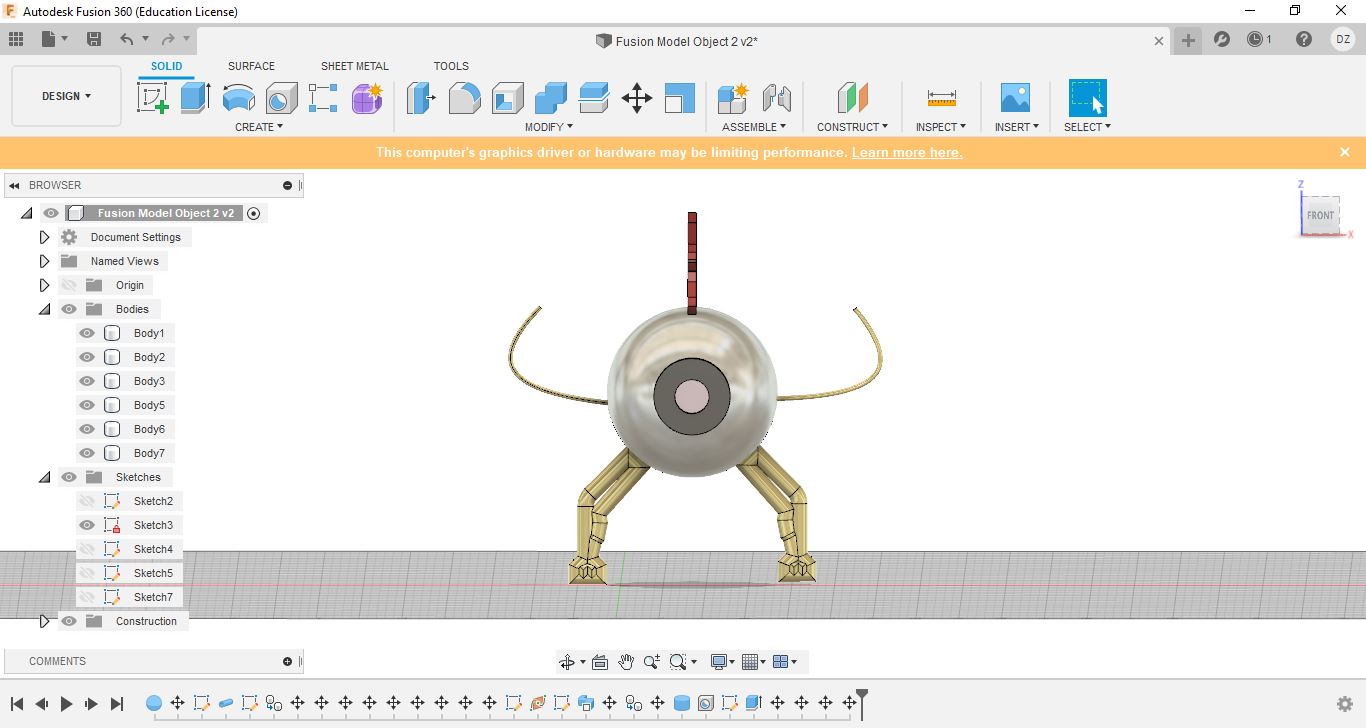 Autodesk Fusion 360 (Education License)
Fusion Model Object 2 v2*
1
DZ
DESIGN
SOLID SURFACE SHEET METAL TOOLS
CREATE MODIFY ASSEMBLE CONSTRUCT INSPECT INSERT SELECT
This computer's graphics driver or hardware may be limiting performance. Learn more here.
BROWSER
Fusion Model Object 2 v2
Document Settings
Named Views
Origin
Bodies
Body1
Body2
Body3
Body5
Body6
Body7
Sketches
Sketch2
Sketch3
Sketch4
Sketch5
Sketch7
Construction
Z
FRONT
X
COMMENTS